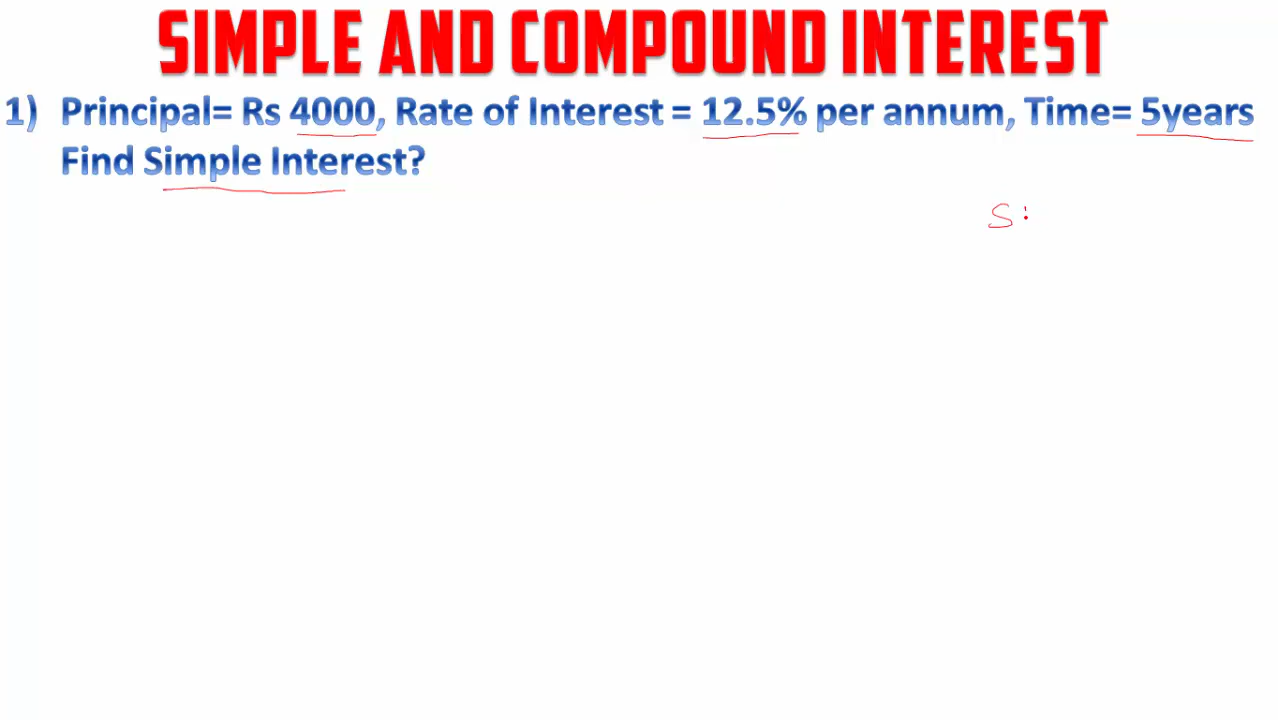 SIMPLE AND COMPOUND INTEREST
1) Principal= Rs 4000, Rate of Interest = 12.5% per annum, Time= 5years
Find Simple Interest?
S: